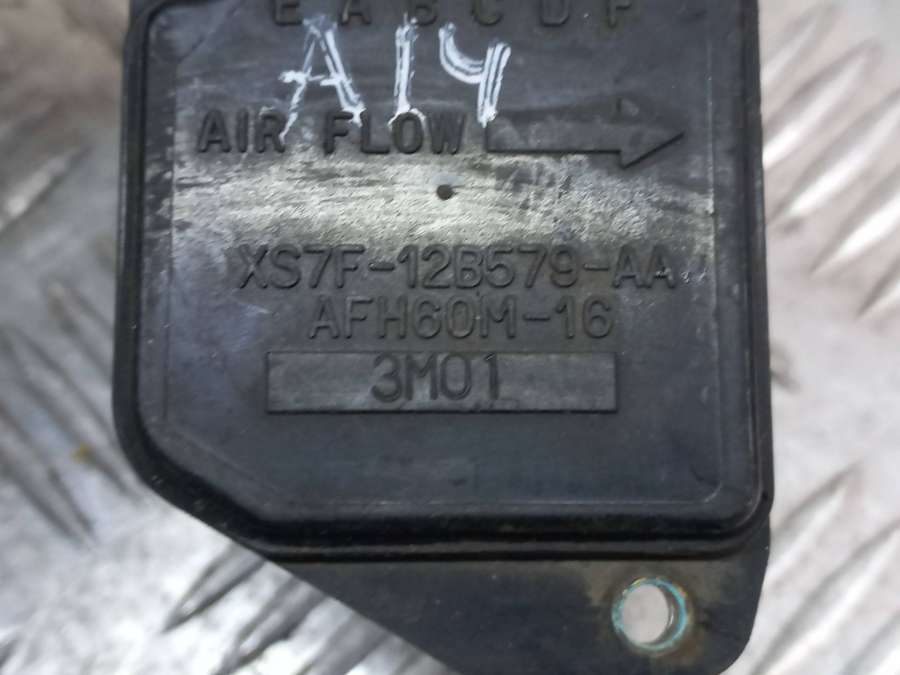 E A B C D F
A14
AIR FLOW
XS7F-12B579-AA
AFH60M-16
3M01